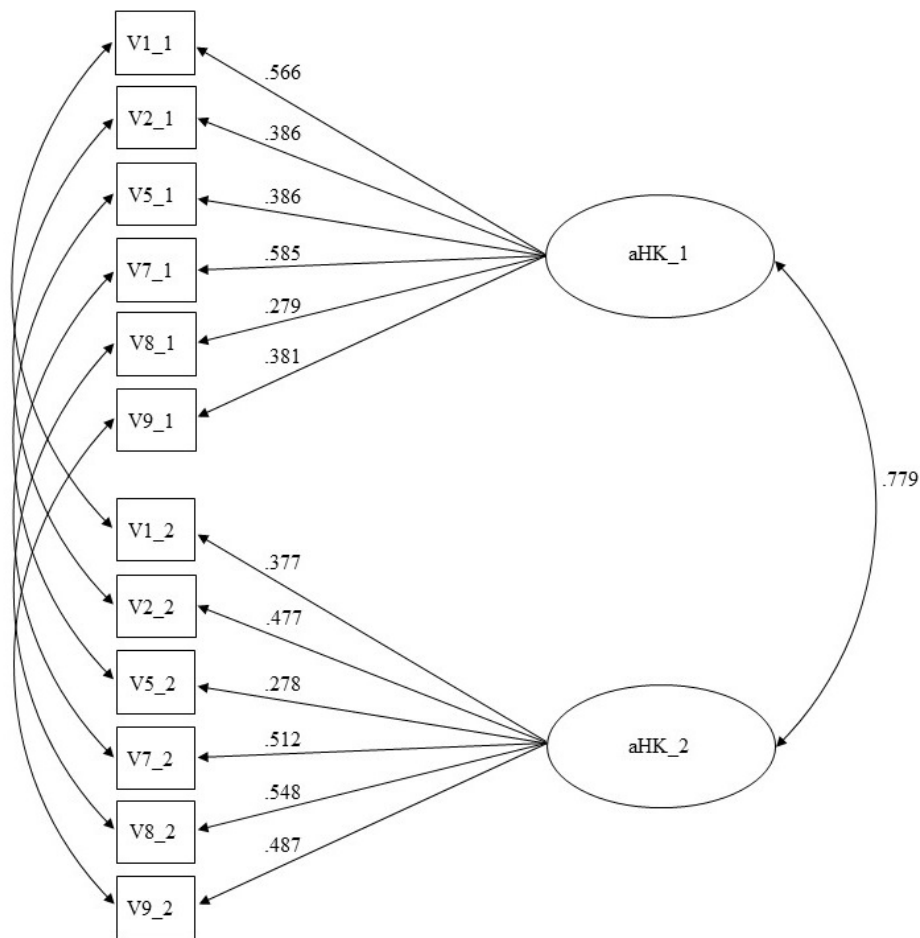 V1_1
.566
V2_1
.386
V5_1
.386
V7_1
.585
V8_1
.279
V9_1
.381
aHK_1
.779
V1_2
.377
V2_2
.477
V5_2
.278
V7_2
.512
V8_2
.548
V9_2
.487
aHK_2